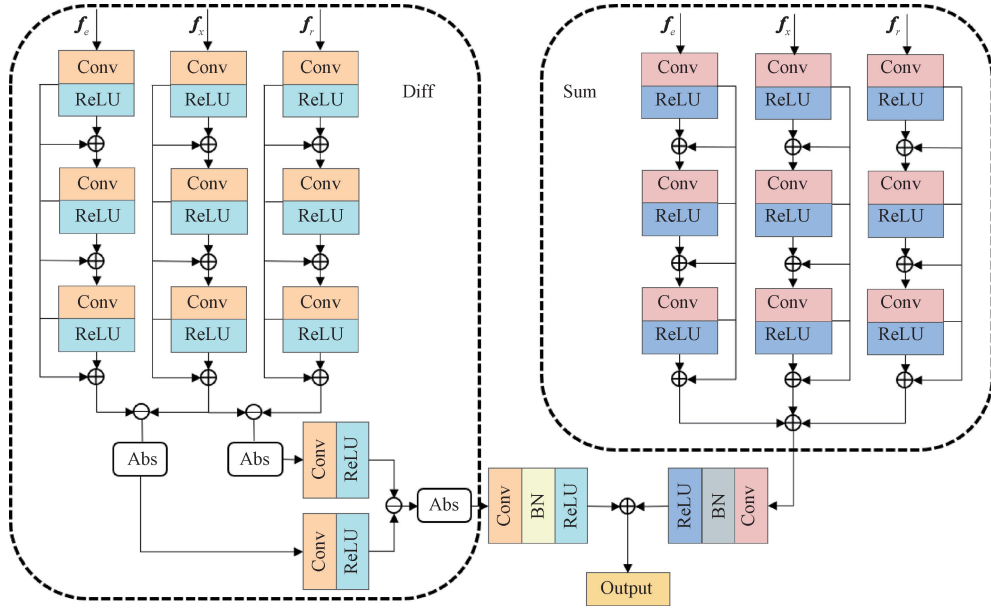 f_e f_x f_r
Conv Conv Conv
ReLU ReLU ReLU
Diff
Conv Conv Conv
ReLU ReLU ReLU
Conv Conv Conv
ReLU ReLU ReLU
Abs Abs
Conv ReLU
Conv ReLU
Abs
Conv BN ReLU
f_e f_x f_r
Conv Conv Conv
ReLU ReLU ReLU
Sum
Conv Conv Conv
ReLU ReLU ReLU
Conv Conv Conv
ReLU ReLU ReLU
ReLU BN Conv
Output